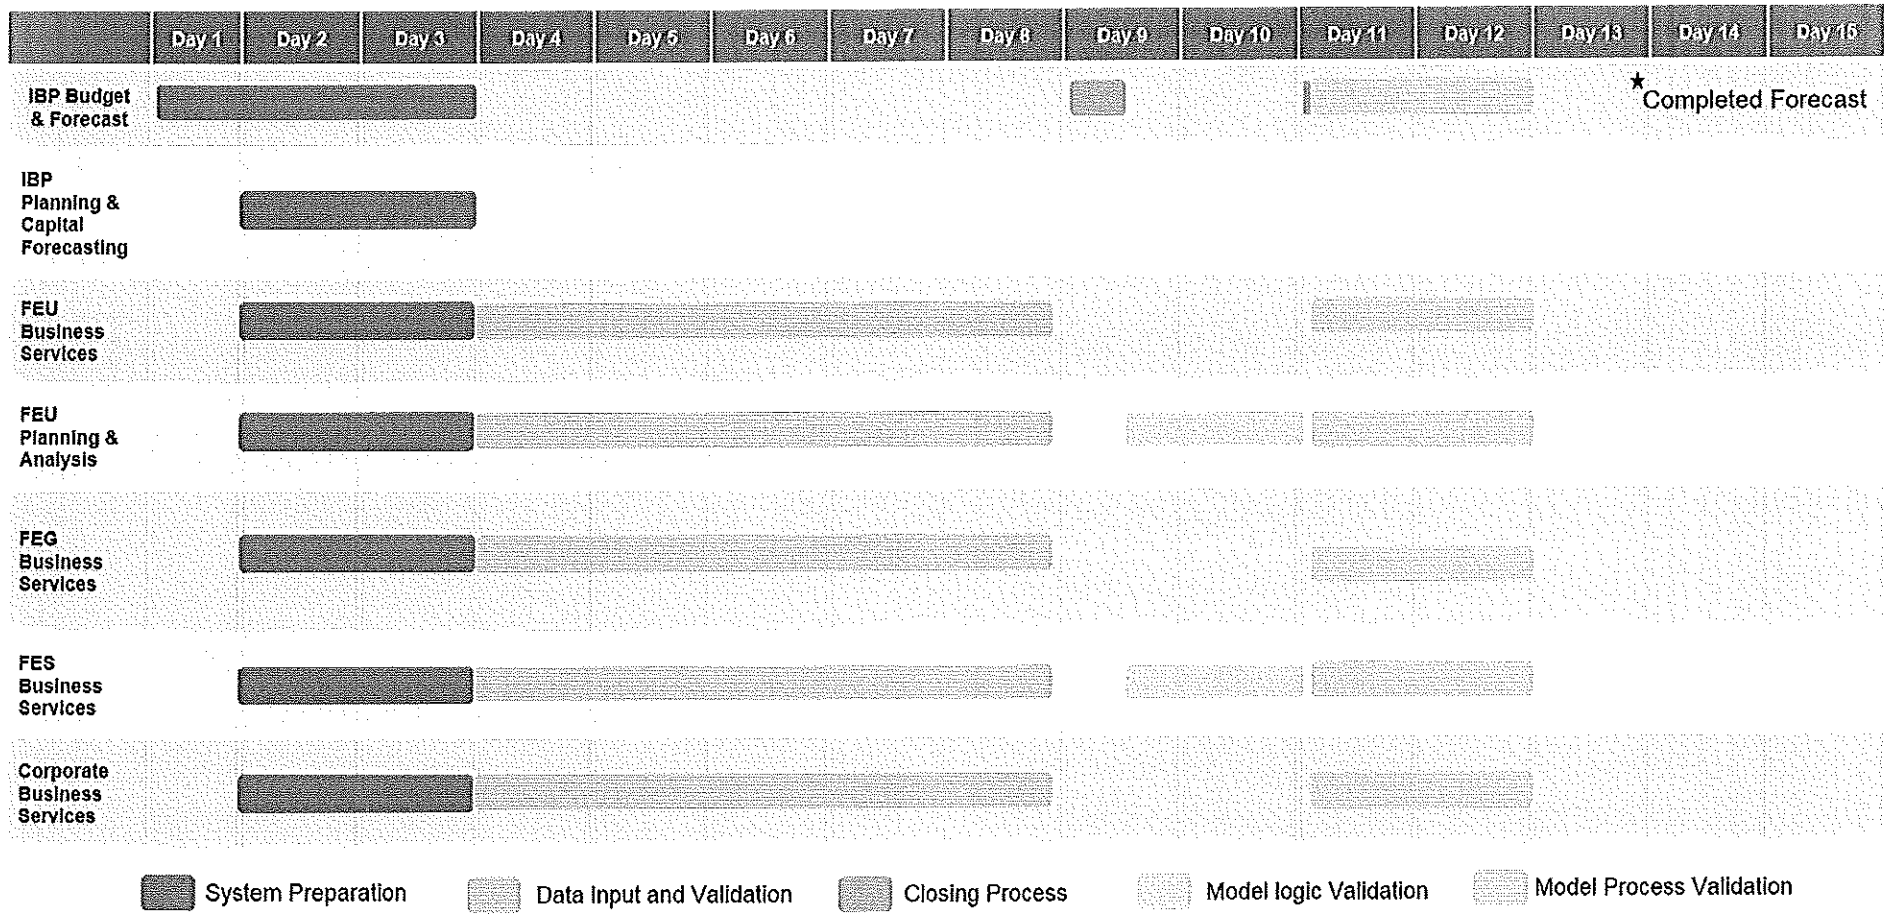 Day 1 Day 2 Day 3 Day 4 Day 5 Day 6 Day 7 Day 8 Day 9 Day 10 Day 11 Day 12 Day 13 Day 14 Day 15
IBP Budget
& Forecast
★Completed Forecast
IBP
Planning &
Capital
Forecasting
FEU
Business
Services
FEU
Planning &
Analysis
FEG
Business
Services
FES
Business
Services
Corporate
Business
Services
System Preparation
Data Input and Validation
Closing Process
Model logic Validation
Model Process Validation